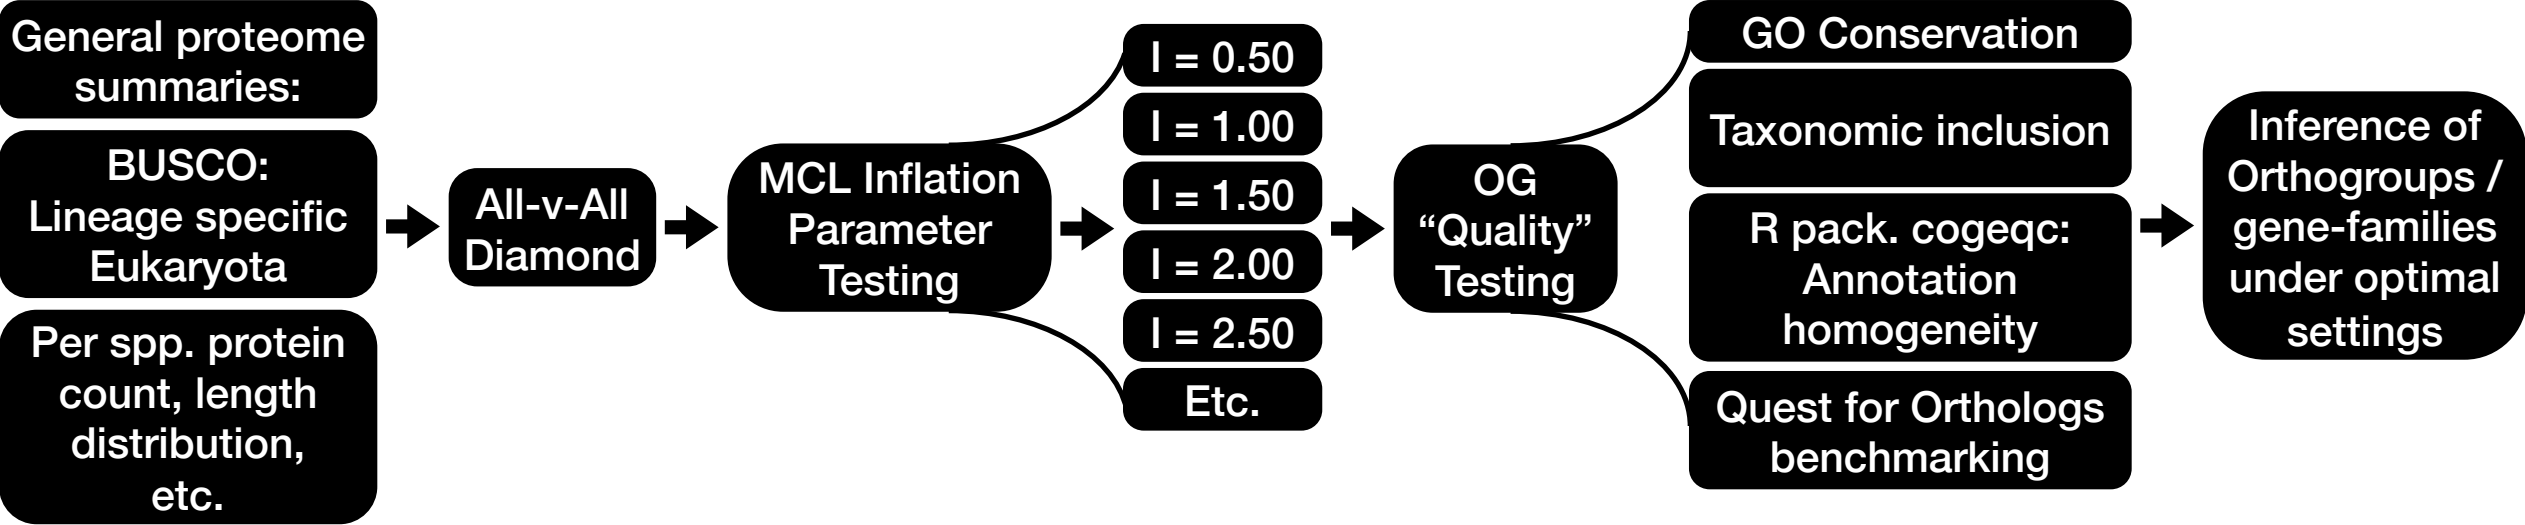 General proteome
summaries:
BUSCO:
Lineage specific
Eukaryota
Per spp. protein
count, length
distribution,
etc.
All-v-All
Diamond
MCL Inflation
Parameter
Testing
I = 0.50
I = 1.00
I = 1.50
I = 2.00
I = 2.50
Etc.
OG
“Quality”
Testing
GO Conservation
Taxonomic inclusion
R pack. cogeqc:
Annotation
homogeneity
Quest for Orthologs
benchmarking
Inference of
Orthogroups /
gene-families
under optimal
settings